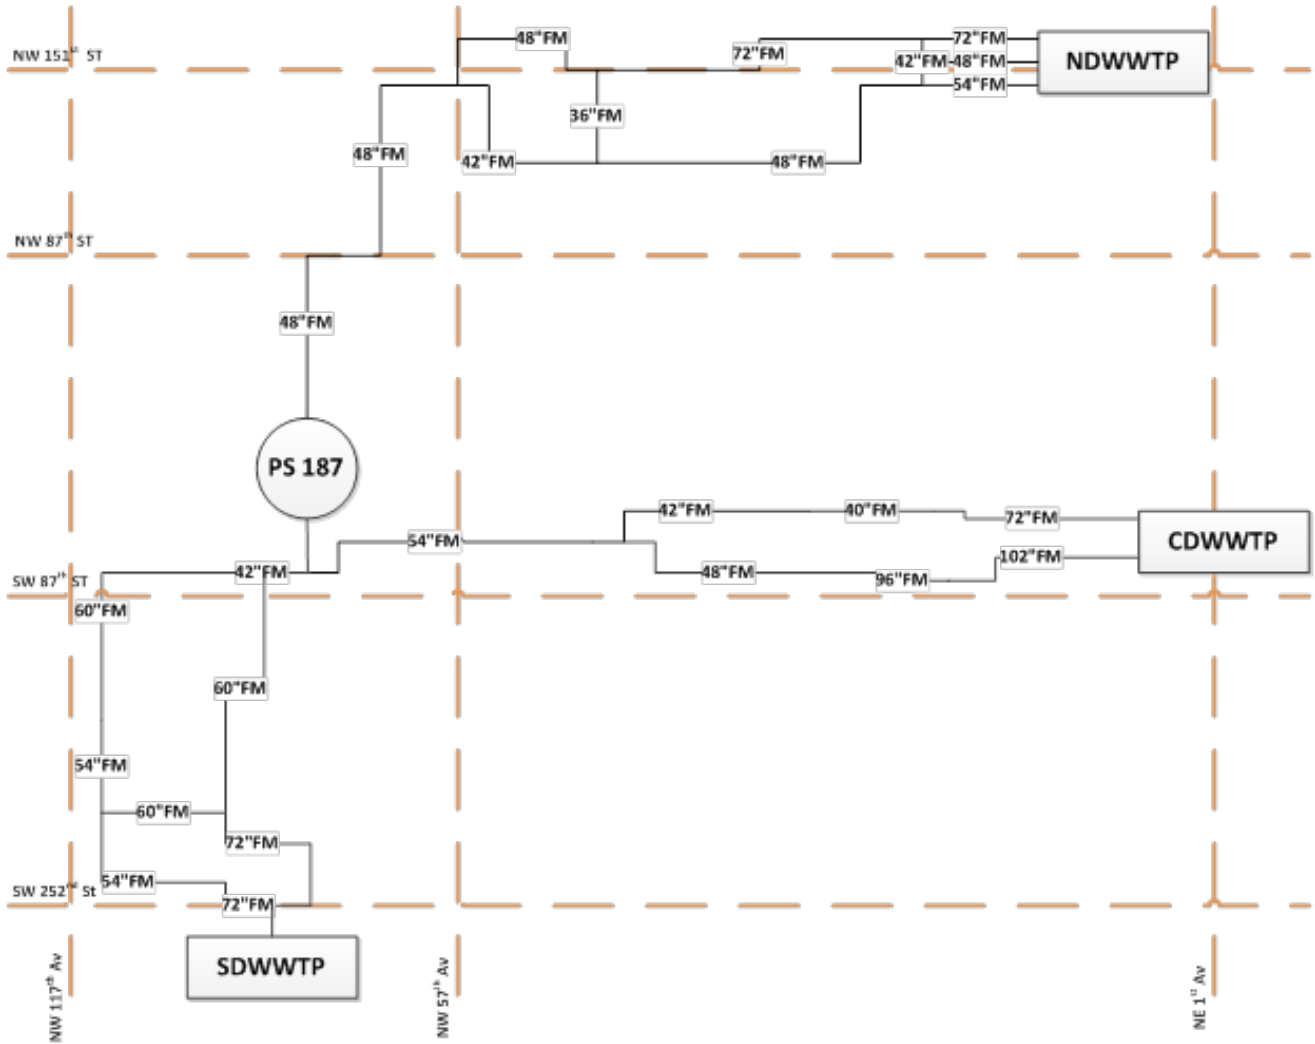 48"FM
72"FM
NW 151st ST
72"FM
42"FM
48"FM
NDWWTP
54"FM
36"FM
48"FM
42"FM
48"FM
NW 87th ST
48"FM
PS 187
42"FM
40"FM
72"FM
54"FM
CDWWTP
102"FM
42"FM
48"FM
96"FM
SW 87th ST
60"FM
60"FM
54"FM
60"FM
72"FM
54"FM
SW 252nd St
72"FM
SDWWTP
NW 117th Av
NW 57th Av
NE 1st Av